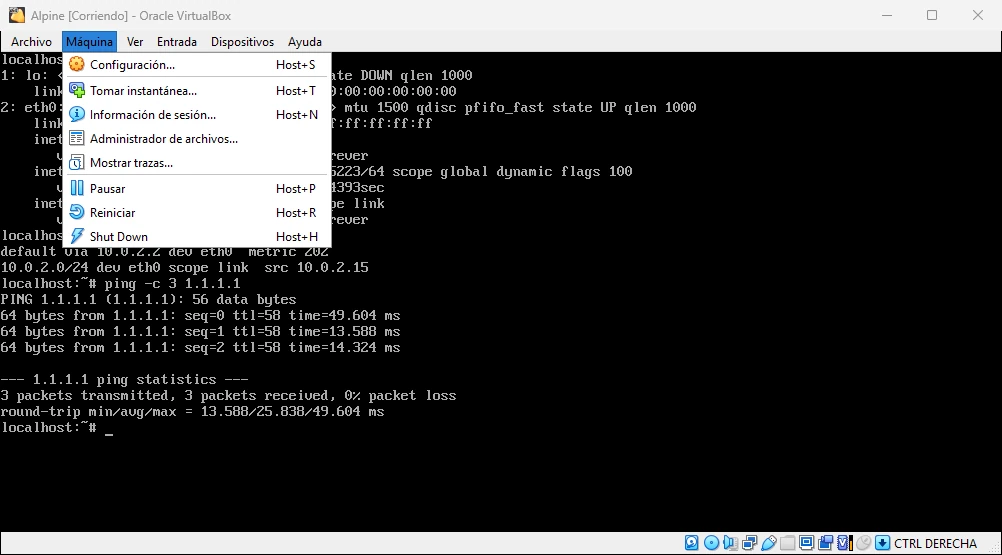 Alpine [Corriendo] - Oracle VirtualBox
Archivo Máquina Ver Entrada Dispositivos Ayuda
Configuración... Host+S
Tomar instantánea... Host+T
Información de sesión... Host+N
Administrador de archivos...
Mostrar trazas...
Pausar Host+P
Reiniciar Host+R
Shut Down Host+H
localhos
1: lo: < ate DOWN qlen 1000
link 0:00:00:00:00:00
2: eth0: > mtu 1500 qdisc pfifo_fast state UP qlen 1000
link f:ff:ff:ff:ff
inet
v rever
inet 5223/64 scope global dynamic flags 100
v 4393sec
inet pe link
v rever
localhos
default via 10.0.2.2 dev eth0 metric 202
10.0.2.0/24 dev eth0 scope link src 10.0.2.15
localhost:~# ping -c 3 1.1.1.1
PING 1.1.1.1 (1.1.1.1): 56 data bytes
64 bytes from 1.1.1.1: seq=0 ttl=58 time=49.604 ms
64 bytes from 1.1.1.1: seq=1 ttl=58 time=13.588 ms
64 bytes from 1.1.1.1: seq=2 ttl=58 time=14.324 ms
--- 1.1.1.1 ping statistics ---
3 packets transmitted, 3 packets received, 0% packet loss
round-trip min/avg/max = 13.588/25.838/49.604 ms
localhost:~# _
CTRL DERECHA